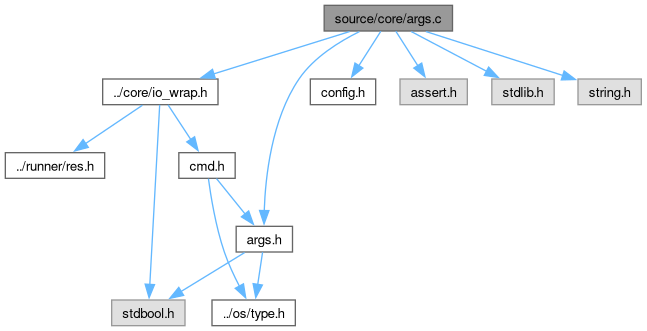 source/core/args.c
../core/io_wrap.h
config.h
assert.h
stdlib.h
string.h
../runner/res.h
cmd.h
args.h
stdbool.h
../os/type.h